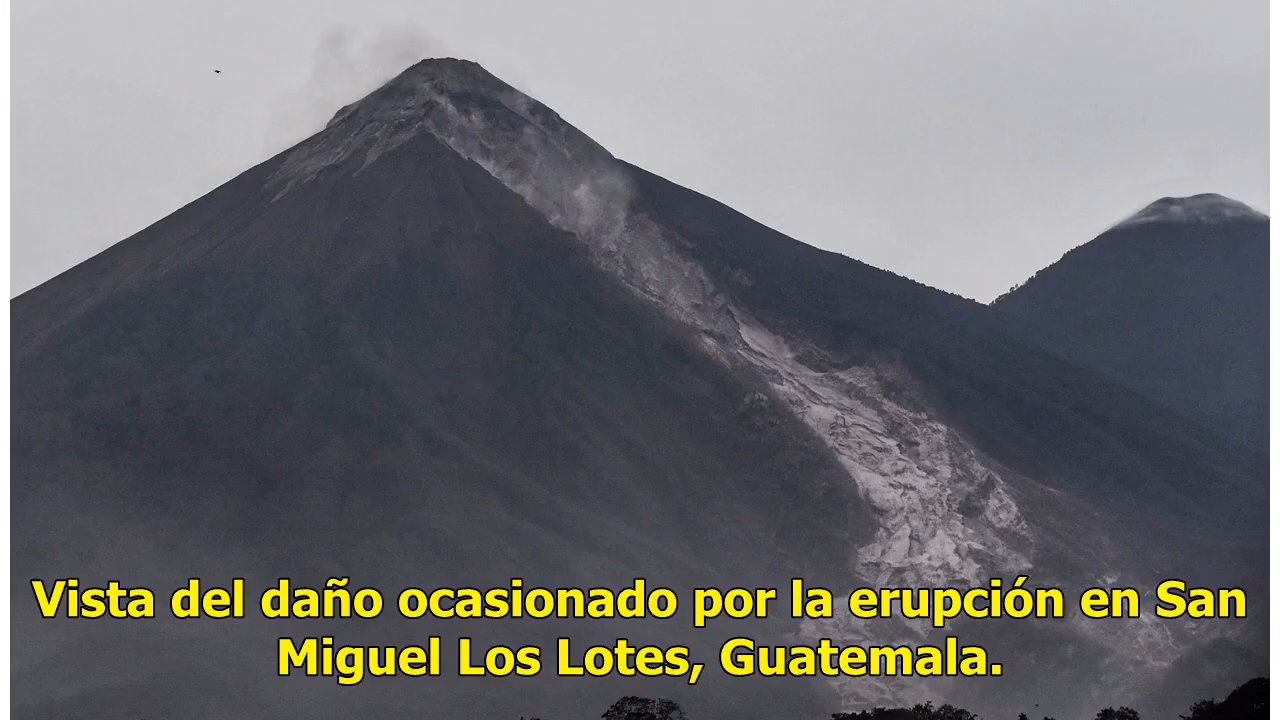 Vista del daño ocasionado por la erupción en San
Miguel Los Lotes, Guatemala.